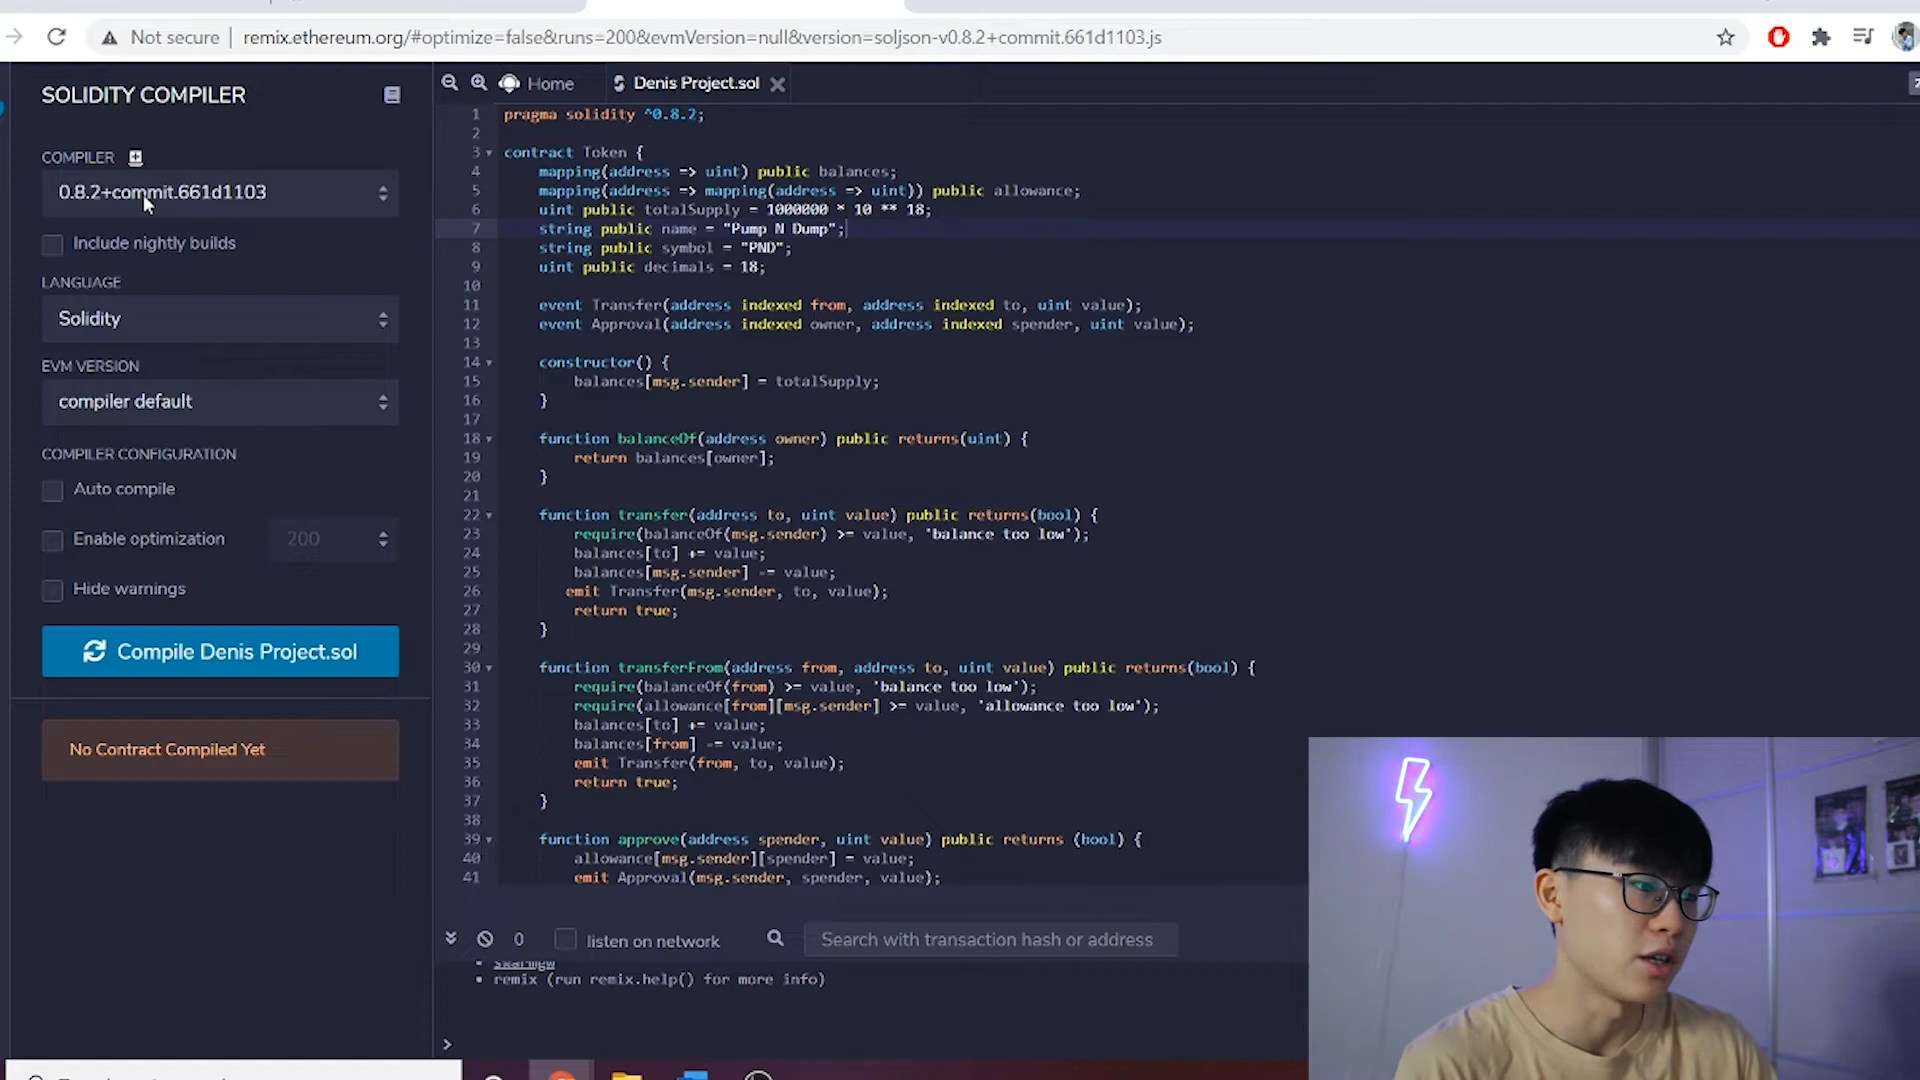 Not secure
remix.ethereum.org/#optimize=false&runs=200&evmVersion=null&version=soljson-v0.8.2+commit.661d1103.js
SOLIDITY COMPILER
COMPILER
0.8.2+commit.661d1103
Include nightly builds
LANGUAGE
Solidity
EVM VERSION
compiler default
COMPILER CONFIGURATION
Auto compile
Enable optimization 200
Hide warnings
Compile Denis Project.sol
No Contract Compiled Yet
Home
Denis Project.sol
1 pragma solidity ^0.8.2;
2
3 contract Token {
4 mapping(address => uint) public balances;
5 mapping(address => mapping(address => uint)) public allowance;
6 uint public totalSupply = 1000000 * 10 ** 18;
7 string public name = "Pump N Dump";
8 string public symbol = "PND";
9 uint public decimals = 18;
10
11 event Transfer(address indexed from, address indexed to, uint value);
12 event Approval(address indexed owner, address indexed spender, uint value);
13
14 constructor() {
15 balances[msg.sender] = totalSupply;
16 }
17
18 function balanceOf(address owner) public returns(uint) {
19 return balances[owner];
20 }
21
22 function transfer(address to, uint value) public returns(bool) {
23 require(balanceOf(msg.sender) >= value, 'balance too low');
24 balances[to] += value;
25 balances[msg.sender] -= value;
26 emit Transfer(msg.sender, to, value);
27 return true;
28 }
29
30 function transferFrom(address from, address to, uint value) public returns(bool) {
31 require(balanceOf(from) >= value, 'balance too low');
32 require(allowance[from][msg.sender] >= value, 'allowance too low');
33 balances[to] += value;
34 balances[from] -= value;
35 emit Transfer(from, to, value);
36 return true;
37 }
38
39 function approve(address spender, uint value) public returns (bool) {
40 allowance[msg.sender][spender] = value;
41 emit Approval(msg.sender, spender, value);
0
listen on network
Search with transaction hash or address
swarmgw
remix (run remix.help() for more info)
>